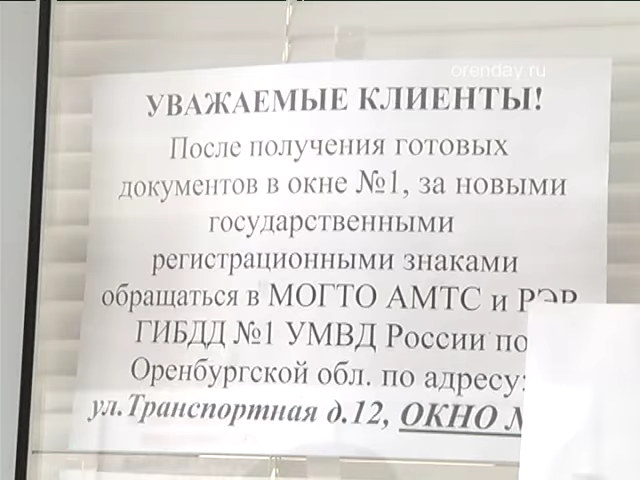 orenday.ru
УВАЖАЕМЫЕ КЛИЕНТЫ!
После получения готовых
документов в окне №1, за новыми
государственными
регистрационными знаками
обращаться в МОГТО АМТС и РЭР
ГИБДД №1 УМВД России по
Оренбургской обл. по адресу:
ул.Транспортная д.12, ОКНО